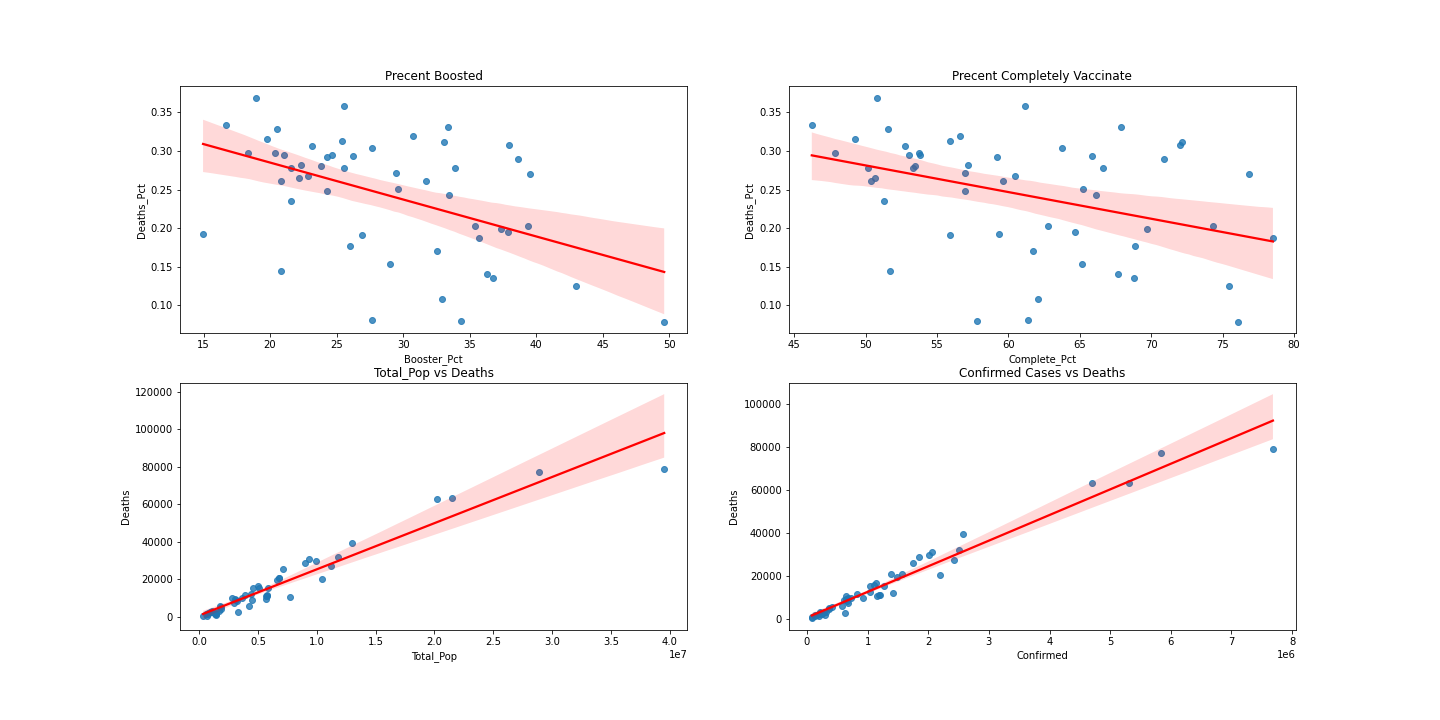 Precent Boosted
0.35
0.30
0.25
0.20
0.15
0.10
Deaths_Pct
15 20 25 30 35 40 45 50
Booster_Pct
Precent Completely Vaccinate
0.35
0.30
0.25
0.20
0.15
0.10
Deaths_Pct
45 50 55 60 65 70 75 80
Complete_Pct
Total_Pop vs Deaths
120000
100000
80000
60000
40000
20000
0
Deaths
0.0 0.5 1.0 1.5 2.0 2.5 3.0 3.5 4.0
1e7
Total_Pop
Confirmed Cases vs Deaths
100000
80000
60000
40000
20000
0
Deaths
0 1 2 3 4 5 6 7 8
1e6
Confirmed